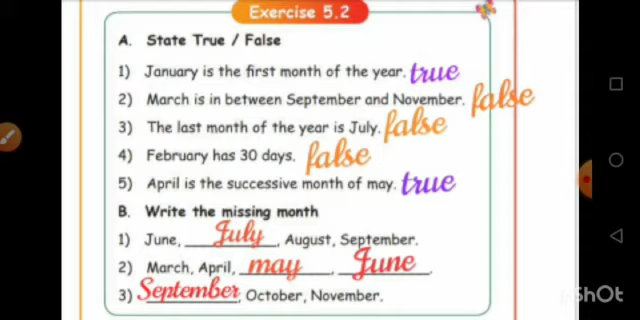 Exercise 5.2
A. State True / False
1) January is the first month of the year. true
2) March is in between September and November. false
3) The last month of the year is July. false
4) February has 30 days. false
5) April is the successive month of may. true
B. Write the missing month
1) June, July, August, September.
2) March, April, may, June.
3) September, October, November.